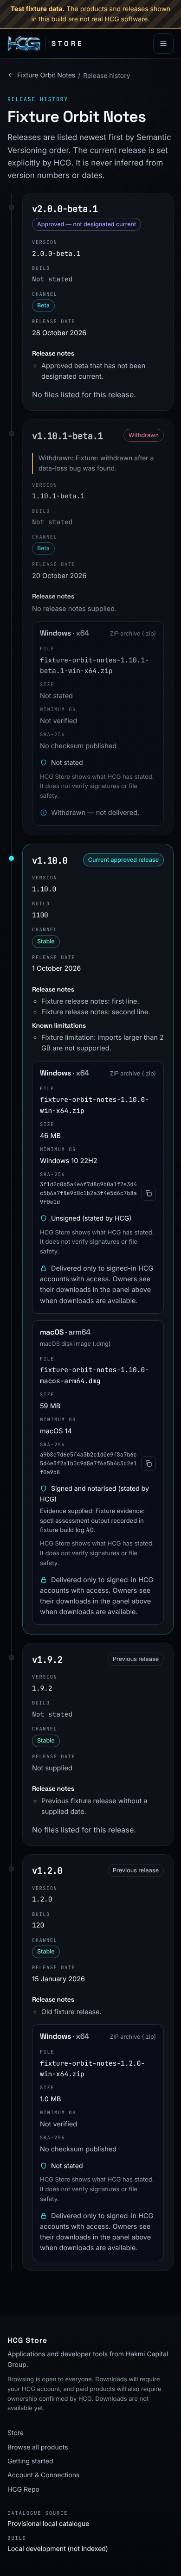 Test fixture data. The products and releases shown
in this build are not real HCG software.
HCG STORE
← Fixture Orbit Notes / Release history
RELEASE HISTORY
Fixture Orbit Notes
Releases are listed newest first by Semantic
Versioning order. The current release is set
explicitly by HCG. It is never inferred from
version numbers or dates.
v2.0.0-beta.1
Approved — not designated current
VERSION
2.0.0-beta.1
BUILD
Not stated
CHANNEL
Beta
RELEASE DATE
28 October 2026
Release notes
Approved beta that has not been
designated current.
No files listed for this release.
v1.10.1-beta.1
Withdrawn
Withdrawn: Fixture: withdrawn after a
data-loss bug was found.
VERSION
1.10.1-beta.1
BUILD
Not stated
CHANNEL
Beta
RELEASE DATE
20 October 2026
Release notes
No release notes supplied.
Windows · x64
ZIP archive (.zip)
FILE
fixture-orbit-notes-1.10.1-
beta.1-win-x64.zip
SIZE
Not stated
MINIMUM OS
Not verified
SHA-256
No checksum published
Not stated
HCG Store shows what HCG has stated.
It does not verify signatures or file
safety.
Withdrawn — not delivered.
v1.10.0
Current approved release
VERSION
1.10.0
BUILD
1100
CHANNEL
Stable
RELEASE DATE
1 October 2026
Release notes
Fixture release notes: first line.
Fixture release notes: second line.
Known limitations
Fixture limitation: imports larger than 2
GB are not supported.
Windows · x64
ZIP archive (.zip)
FILE
fixture-orbit-notes-1.10.0-
win-x64.zip
SIZE
46 MB
MINIMUM OS
Windows 10 22H2
SHA-256
Unsigned (stated by HCG)
HCG Store shows what HCG has stated.
It does not verify signatures or file
safety.
Delivered only to signed-in HCG
accounts with access. Owners see
their downloads in the panel above
when downloads are available.
macOS · arm64
macOS disk image (.dmg)
FILE
fixture-orbit-notes-1.10.0-
macos-arm64.dmg
SIZE
59 MB
MINIMUM OS
macOS 14
SHA-256
Signed and notarised (stated by
HCG)
Evidence supplied: Fixture evidence:
spctl assessment output recorded in
fixture build log #0.
HCG Store shows what HCG has stated.
It does not verify signatures or file
safety.
Delivered only to signed-in HCG
accounts with access. Owners see
their downloads in the panel above
when downloads are available.
v1.9.2
Previous release
VERSION
1.9.2
BUILD
Not stated
CHANNEL
Stable
RELEASE DATE
Not supplied
Release notes
Previous fixture release without a
supplied date.
No files listed for this release.
v1.2.0
Previous release
VERSION
1.2.0
BUILD
120
CHANNEL
Stable
RELEASE DATE
15 January 2026
Release notes
Old fixture release.
Windows · x64
ZIP archive (.zip)
FILE
fixture-orbit-notes-1.2.0-
win-x64.zip
SIZE
1.0 MB
MINIMUM OS
Not verified
SHA-256
No checksum published
Not stated
HCG Store shows what HCG has stated.
It does not verify signatures or file
safety.
Delivered only to signed-in HCG
accounts with access. Owners see
their downloads in the panel above
when downloads are available.
HCG Store
Applications and developer tools from Hakmi Capital
Group.
Browsing is open to everyone. Downloads will require
your HCG account, and paid products will also require
ownership confirmed by HCG. Downloads are not
available yet.
Store
Browse all products
Getting started
Account & Connections
HCG Repo
CATALOGUE SOURCE
Provisional local catalogue
BUILD
Local development (not indexed)